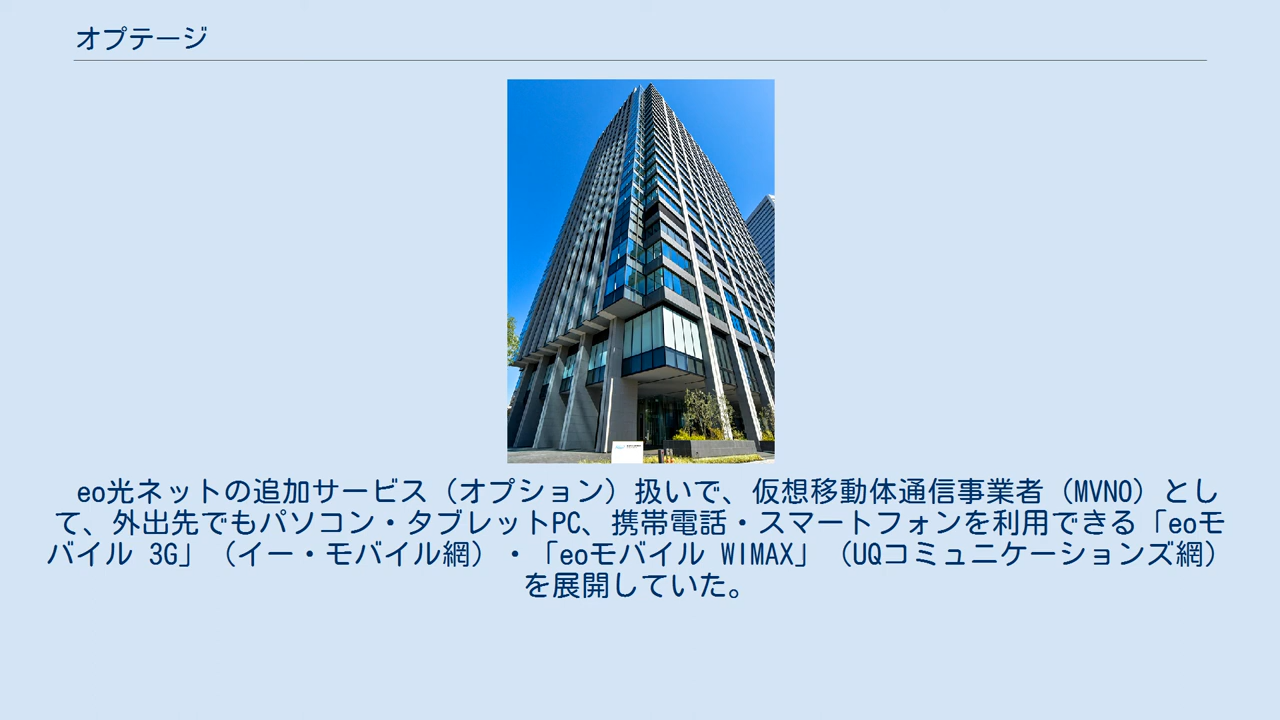 オプテージ
eo光ネットの追加サービス（オプション）扱いで、仮想移動体通信事業者（MVNO）とし
て、外出先でもパソコン・タブレットPC、携帯電話・スマートフォンを利用できる「eoモ
バイル 3G」（イー・モバイル網）・「eoモバイル WIMAX」（UQコミュニケーションズ網）
を展開していた。